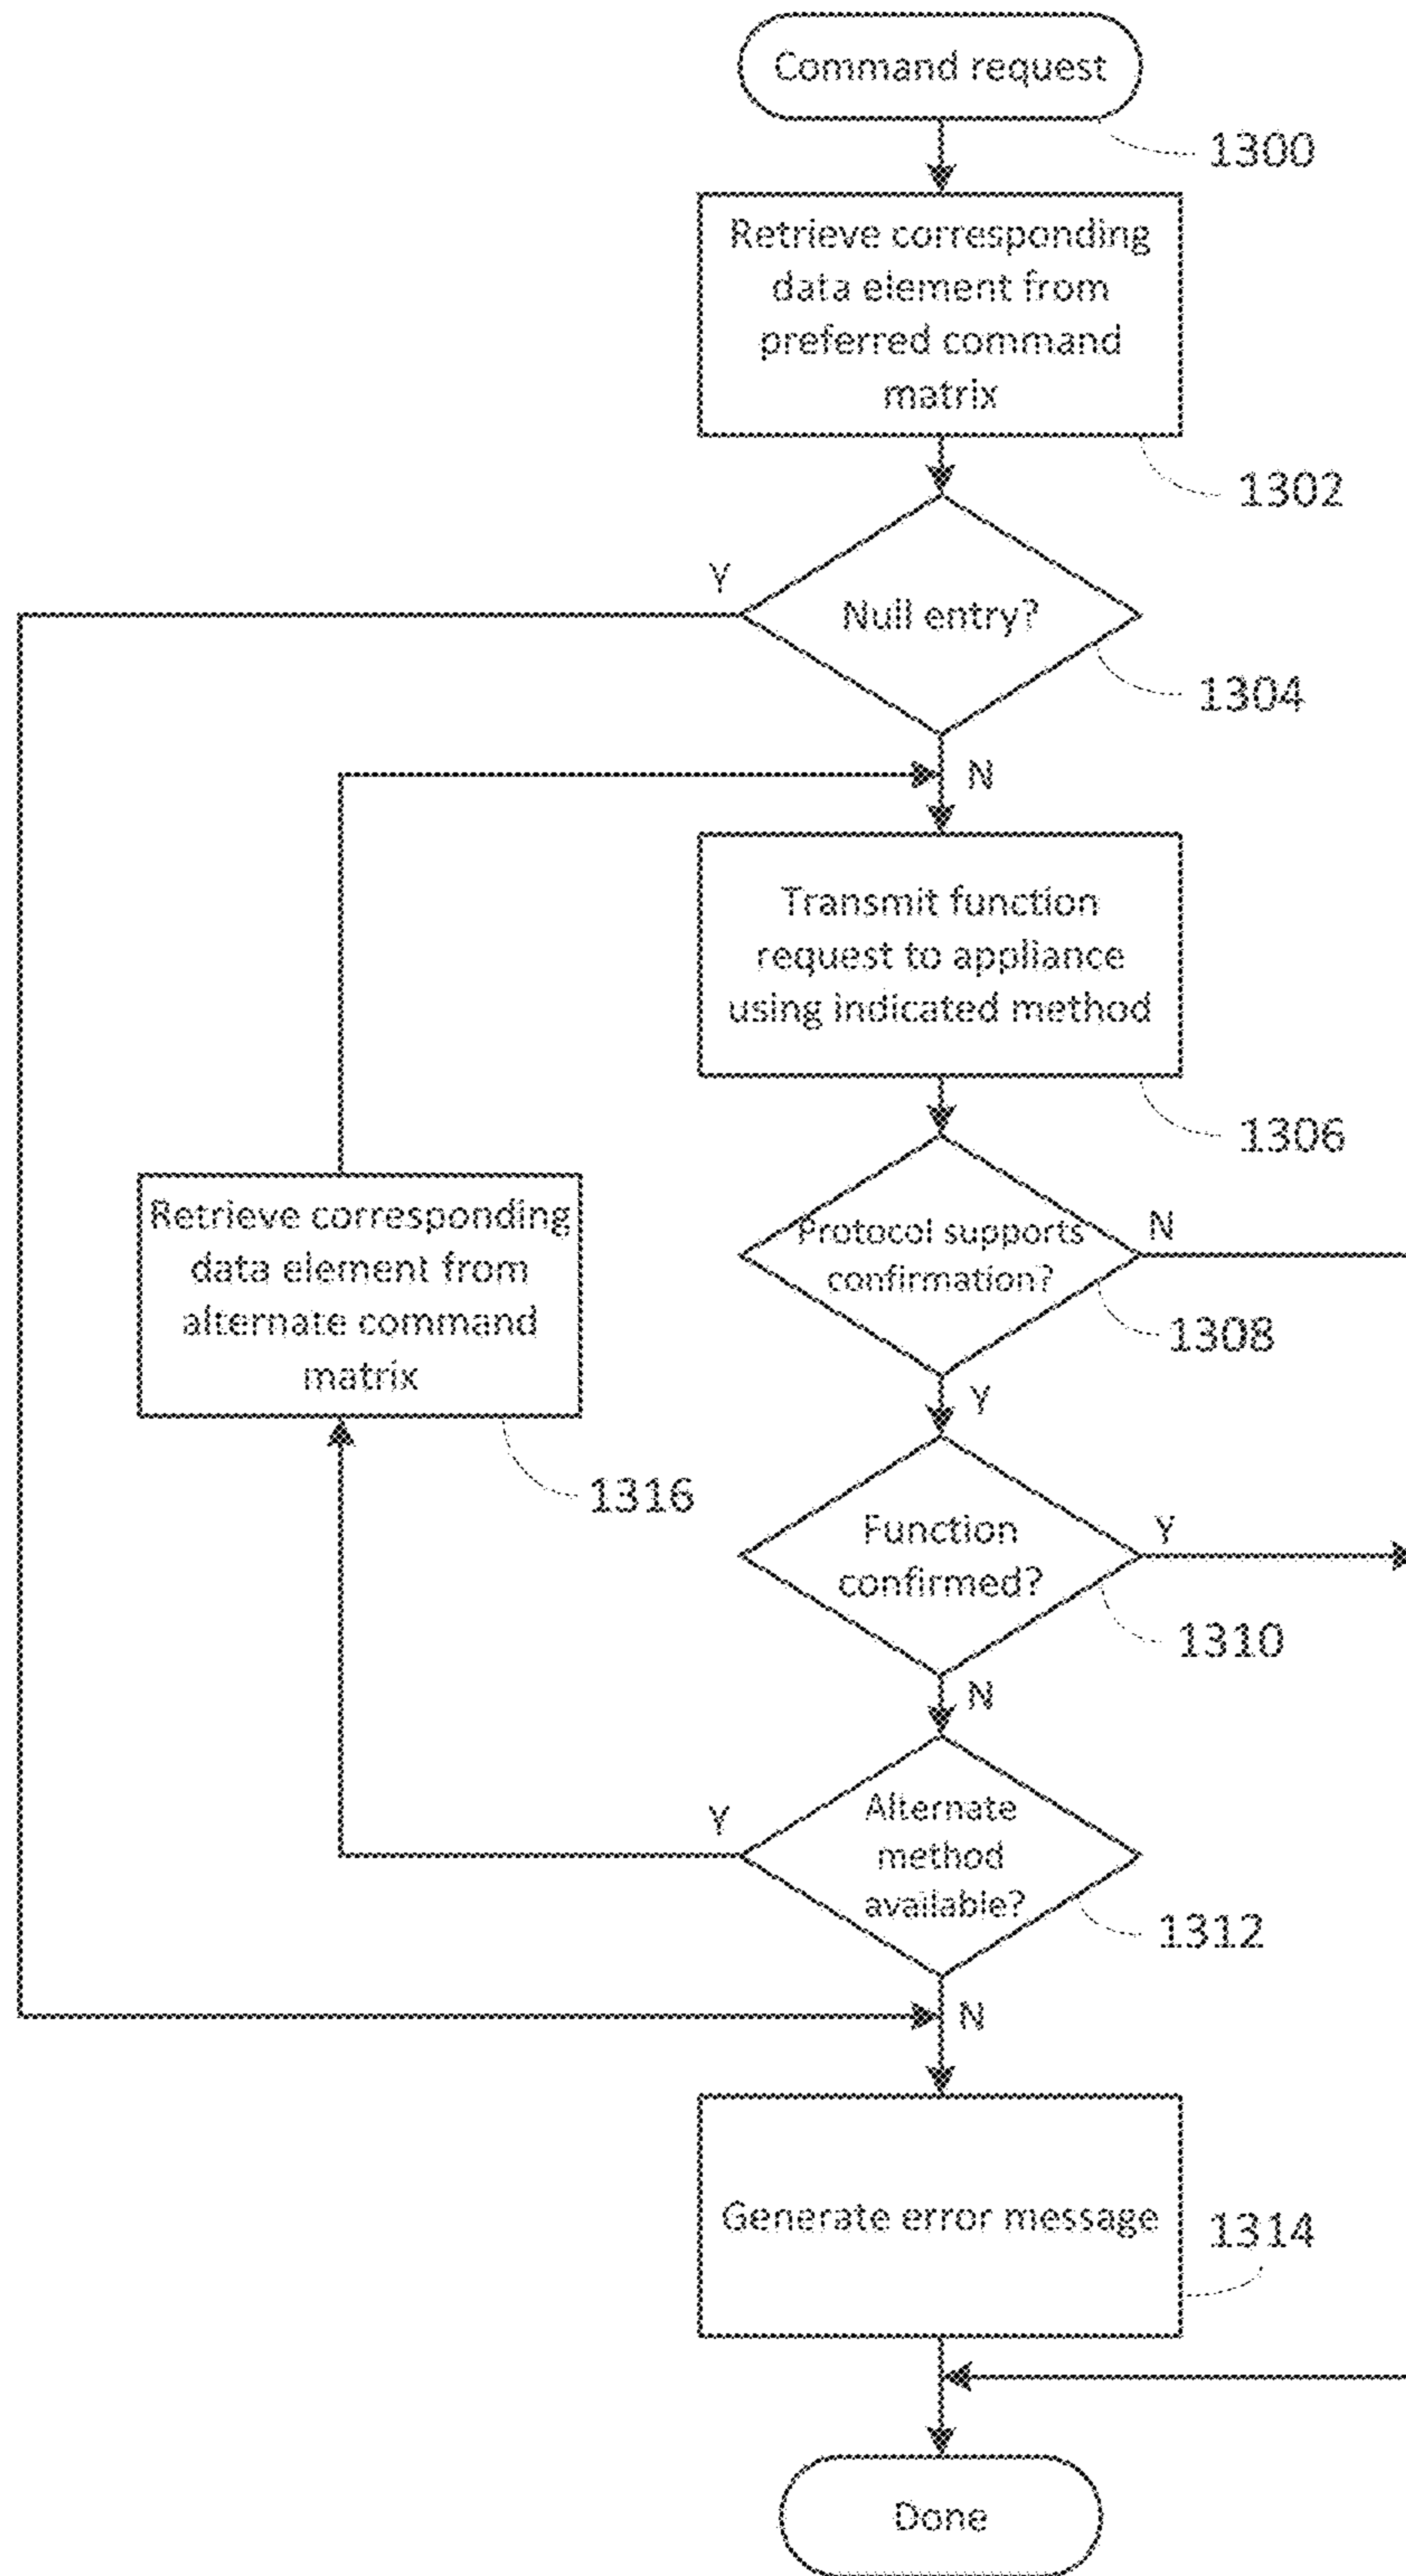 Command request
1300
Retrieve corresponding
data element from
preferred command
matrix
1302
Y
Null entry?
1304
N
Transmit function
request to appliance
using indicated method
1306
Retrieve corresponding
data element from
alternate command
matrix
1316
Protocol supports
confirmation?
N
1308
Y
Function
confirmed?
Y
1310
N
Y
Alternate
method
available?
1312
N
Generate error message
1314
Done